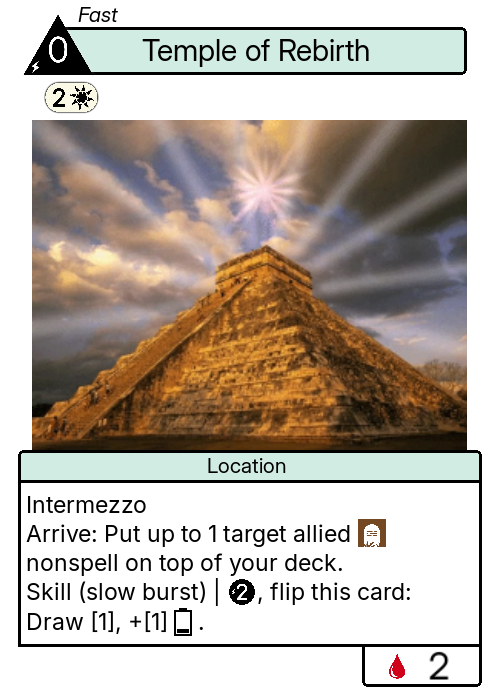 Fast
0
Temple of Rebirth
2
Location
Intermezzo
Arrive: Put up to 1 target allied
nonspell on top of your deck.
Skill (slow burst) | 2, flip this card:
Draw [1], +[1] .
2